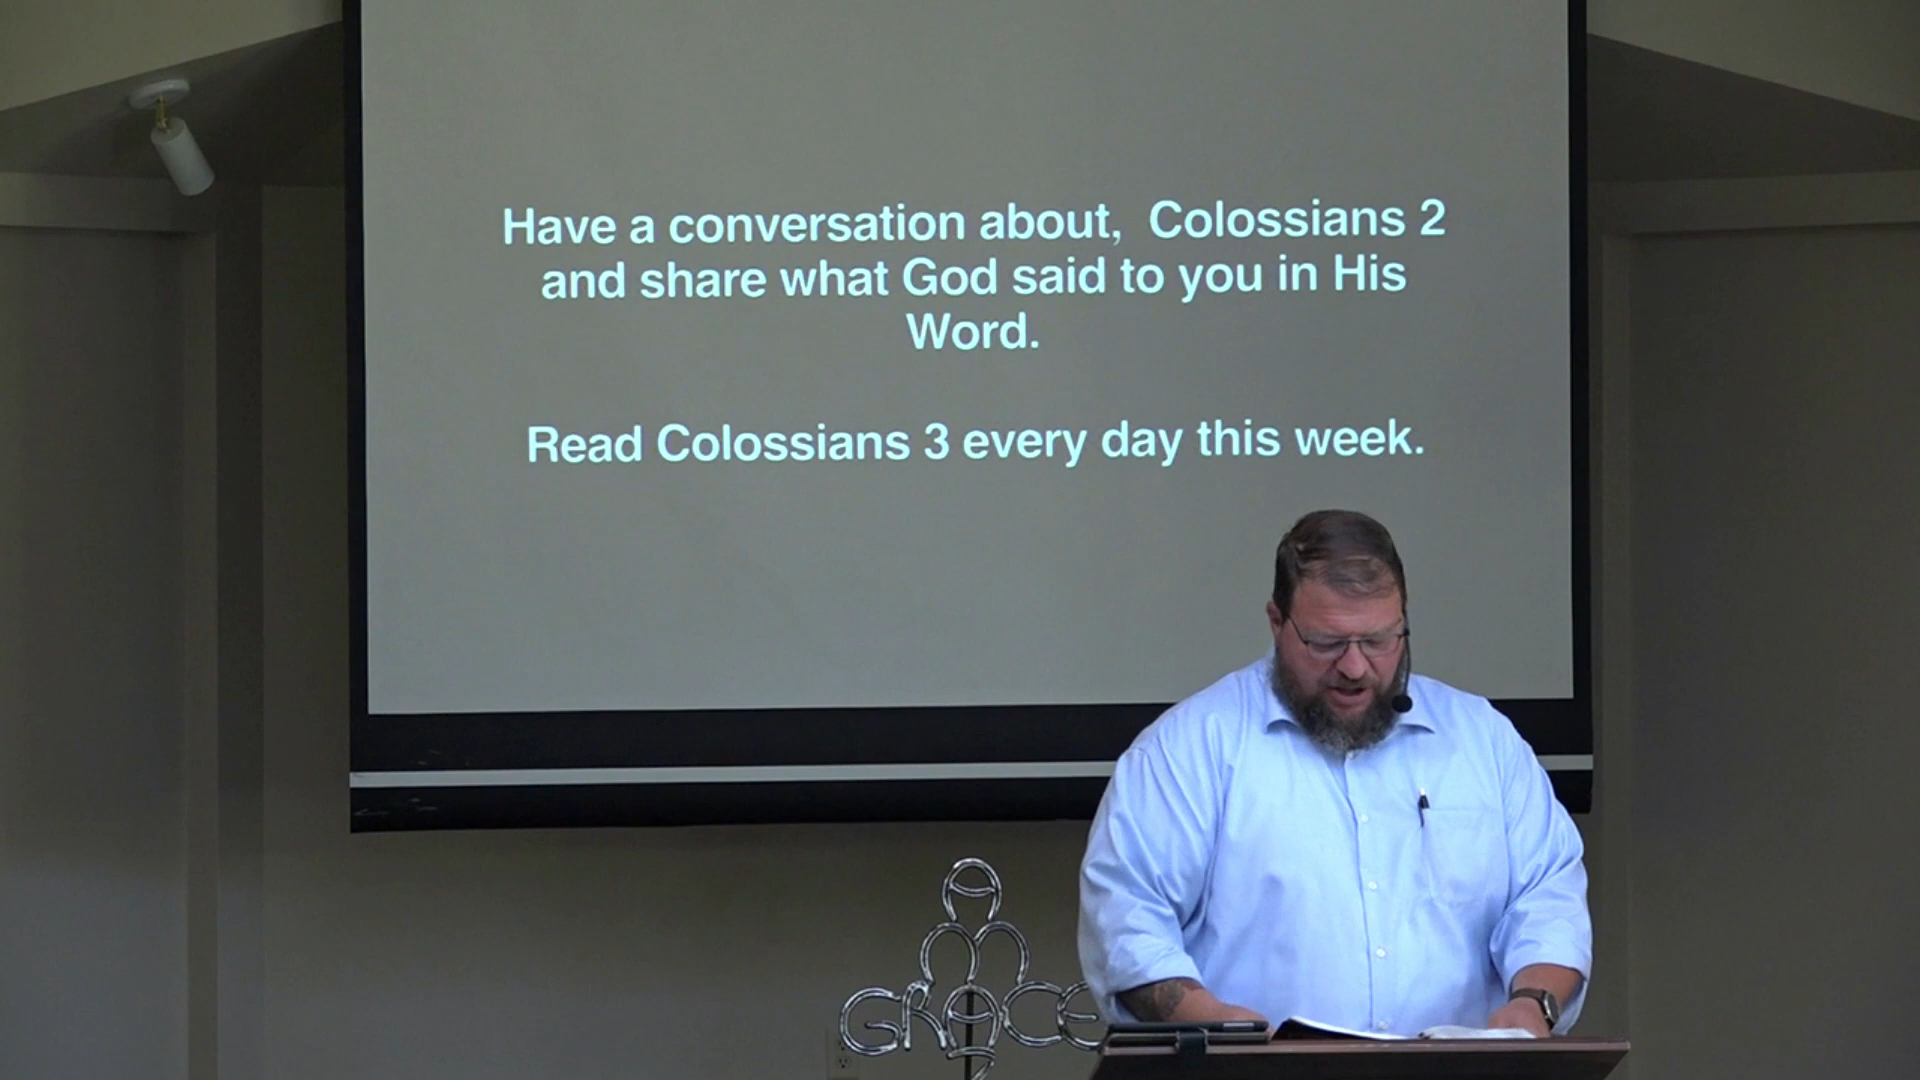 Have a conversation about,  Colossians 2
and share what God said to you in His
Word.
Read Colossians 3 every day this week.
GRACE